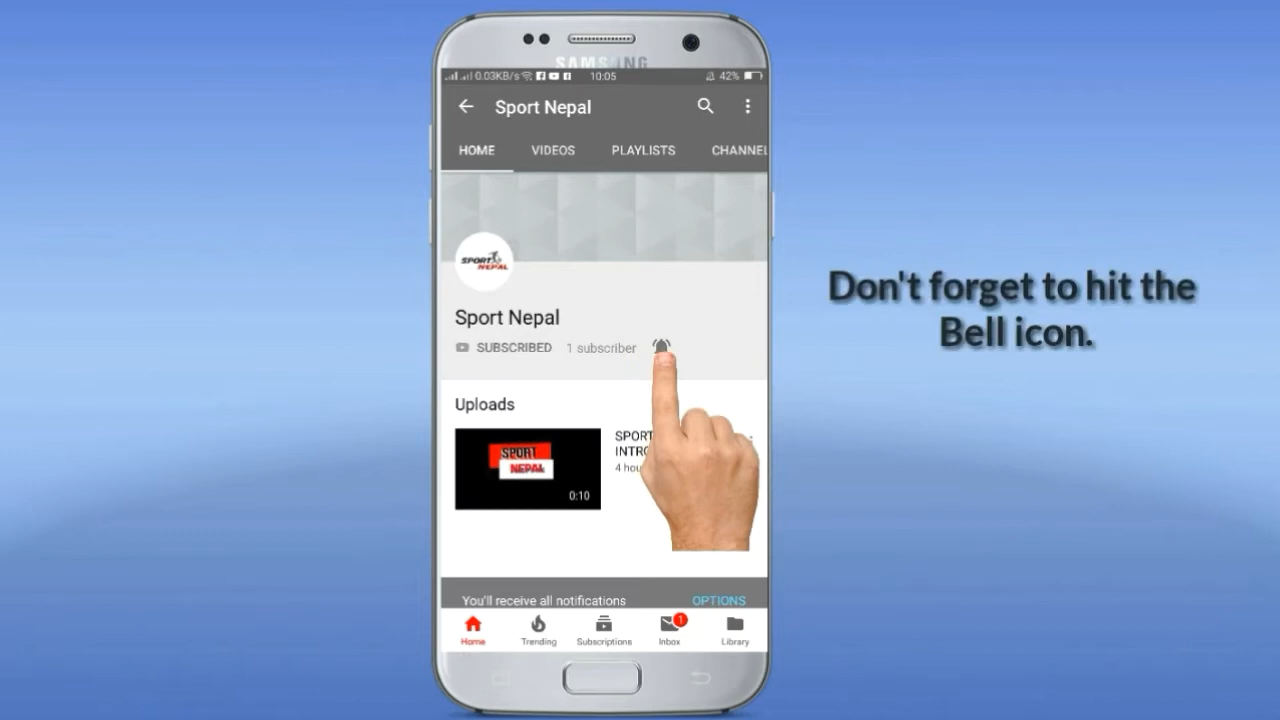 SAMSUNG
0.03KB/s 10:05 42%
Sport Nepal
HOME VIDEOS PLAYLISTS CHANNEL
SPORT
NEPAL
Sport Nepal
SUBSCRIBED 1 subscriber
Don't forget to hit the
Bell icon.
Uploads
SPORT
NEPAL
0:10
SPORT
INTRO
4 hou
You'll receive all notifications OPTIONS
1
Home Trending Subscriptions Inbox Library